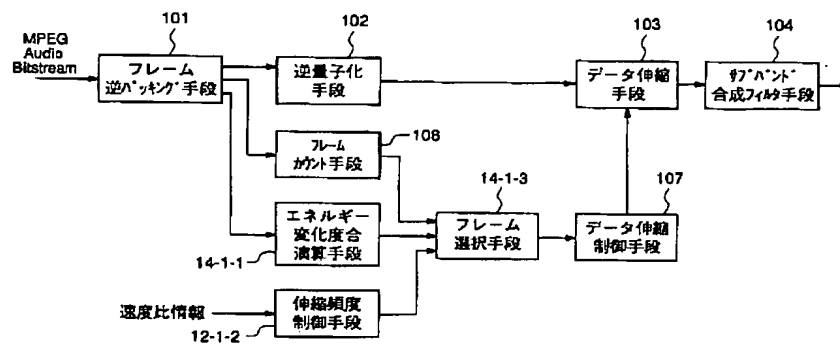 101
102
103
104
MPEG
Audio
Bitstream
フレーム
逆ﾊﾟｯｷﾝｸﾞ手段
逆量子化
手段
データ伸縮
手段
ｻﾌﾞﾊﾞﾝﾄﾞ
合成フィルタ手段
108
フレーム
ｶｳﾝﾄ手段
14-1-3
107
エネルギー
変化度合
演算手段
フレーム
選択手段
データ伸縮
制御手段
14-1-1
速度比情報
伸縮頻度
制御手段
12-1-2